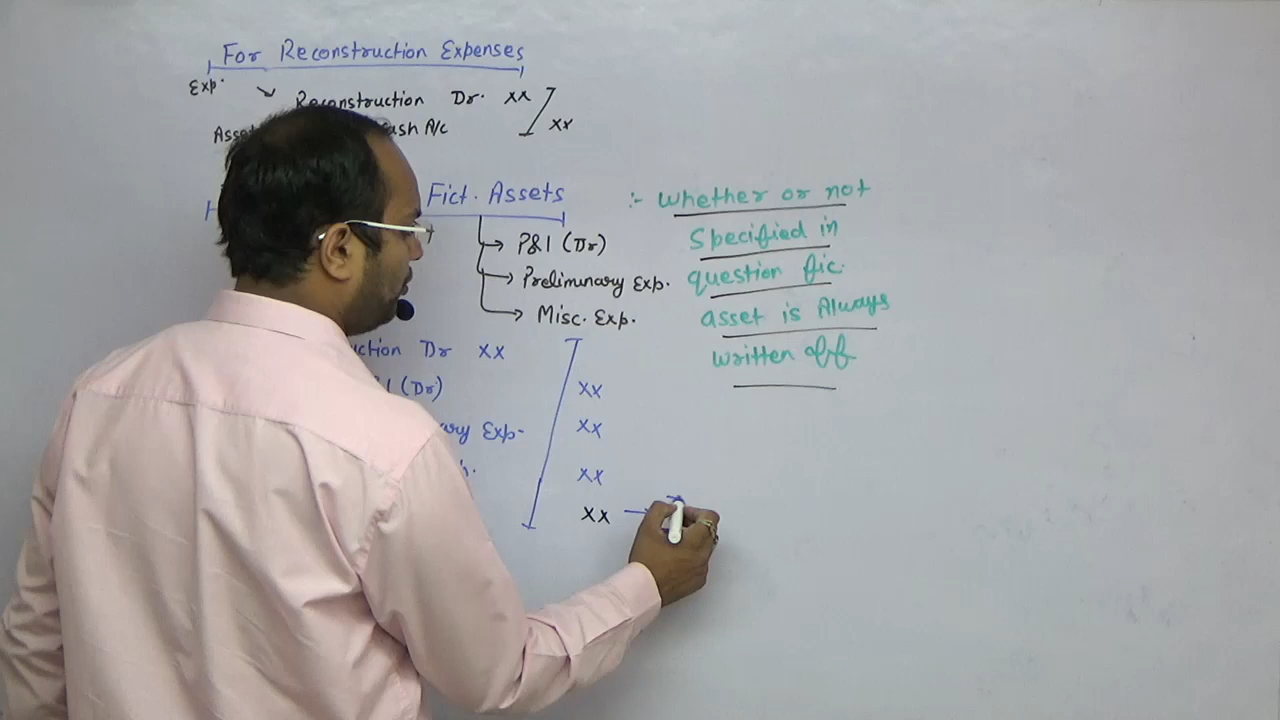 For Reconstruction Expenses
Exp.
Reconstruction Dr. xx
Cash A/c
xx
Fict. Assets
:- Whether or not
Specified in
question fic.
asset is Always
written off
→ P&l (Dr)
→ Preliminary Exp.
→ Misc. Exp.
Dr xx
(Dr) xx
Exp- xx
xx
xx